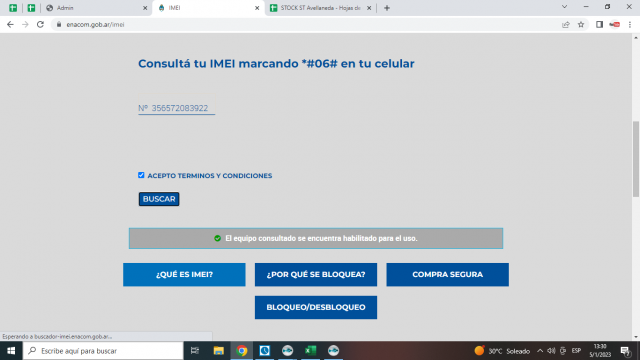 Admin
IMEI
STOCK ST Avellaneda - Hojas de
enacom.gob.ar/imei
Consultá tu IMEI marcando *#06# en tu celular
Nº 356572083922
ACEPTO TERMINOS Y CONDICIONES
BUSCAR
El equipo consultado se encuentra habilitado para el uso.
¿QUÉ ES IMEI?
¿POR QUÉ SE BLOQUEA?
COMPRA SEGURA
BLOQUEO/DESBLOQUEO
Esperando a buscador-imei.enacom.gob.ar...
Escribe aquí para buscar
30°C Soleado
ESP
13:30
5/1/2023